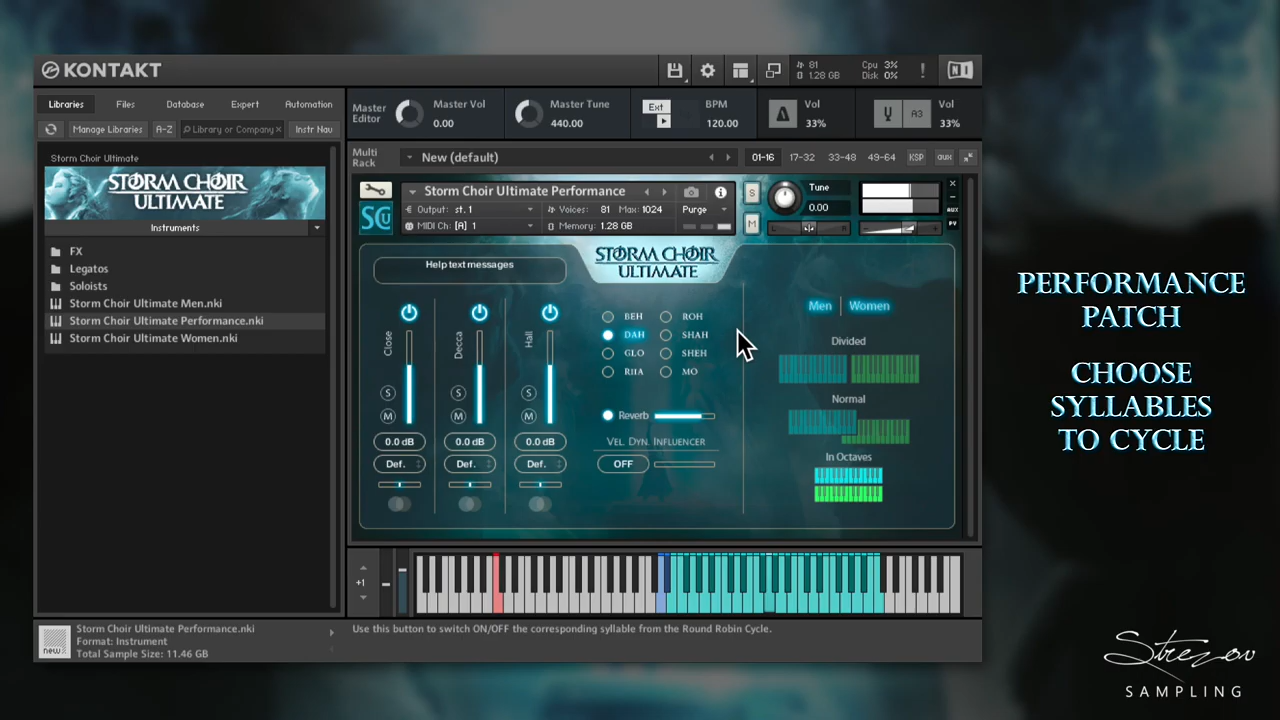 KONTAKT
81
1.28 GB
Cpu 3%
Disk 0%
!
NI
Libraries
Files
Database
Expert
Automation
Manage Libraries
A-Z
Library or Company
Instr Nav
Master
Editor
Master Vol
0.00
Master Tune
440.00
Ext
BPM
120.00
Vol
33%
A3
Vol
33%
Multi
Rack
New (default)
01-16
17-32
33-48
49-64
KSP
aux
Storm Choir Ultimate
STORM CHOIR
ULTIMATE
Instruments
FX
Legatos
Soloists
Storm Choir Ultimate Men.nki
Storm Choir Ultimate Performance.nki
Storm Choir Ultimate Women.nki
SCU
Storm Choir Ultimate Performance
Output: st. 1
Voices: 81 Max: 1024
Purge
MIDI Ch: [A] 1
Memory: 1.28 GB
S
M
Tune
0.00
L
R
AUX
PV
Help text messages
STORM CHOIR
ULTIMATE
Close
S
M
0.0 dB
Def.
Decca
S
M
0.0 dB
Def.
Hall
S
M
0.0 dB
Def.
BEH ROH
DAH SHAH
GLO SHEH
RIIA MO
Reverb
VEL. DYN. INFLUENCER
OFF
Men Women
Divided
Normal
In Octaves
+1
new
Storm Choir Ultimate Performance.nki
Format: Instrument
Total Sample Size: 11.46 GB
Use this button to switch ON/OFF the corresponding syllable from the Round Robin Cycle.
PERFORMANCE
PATCH
CHOOSE
SYLLABLES
TO CYCLE
Strezov
SAMPLING